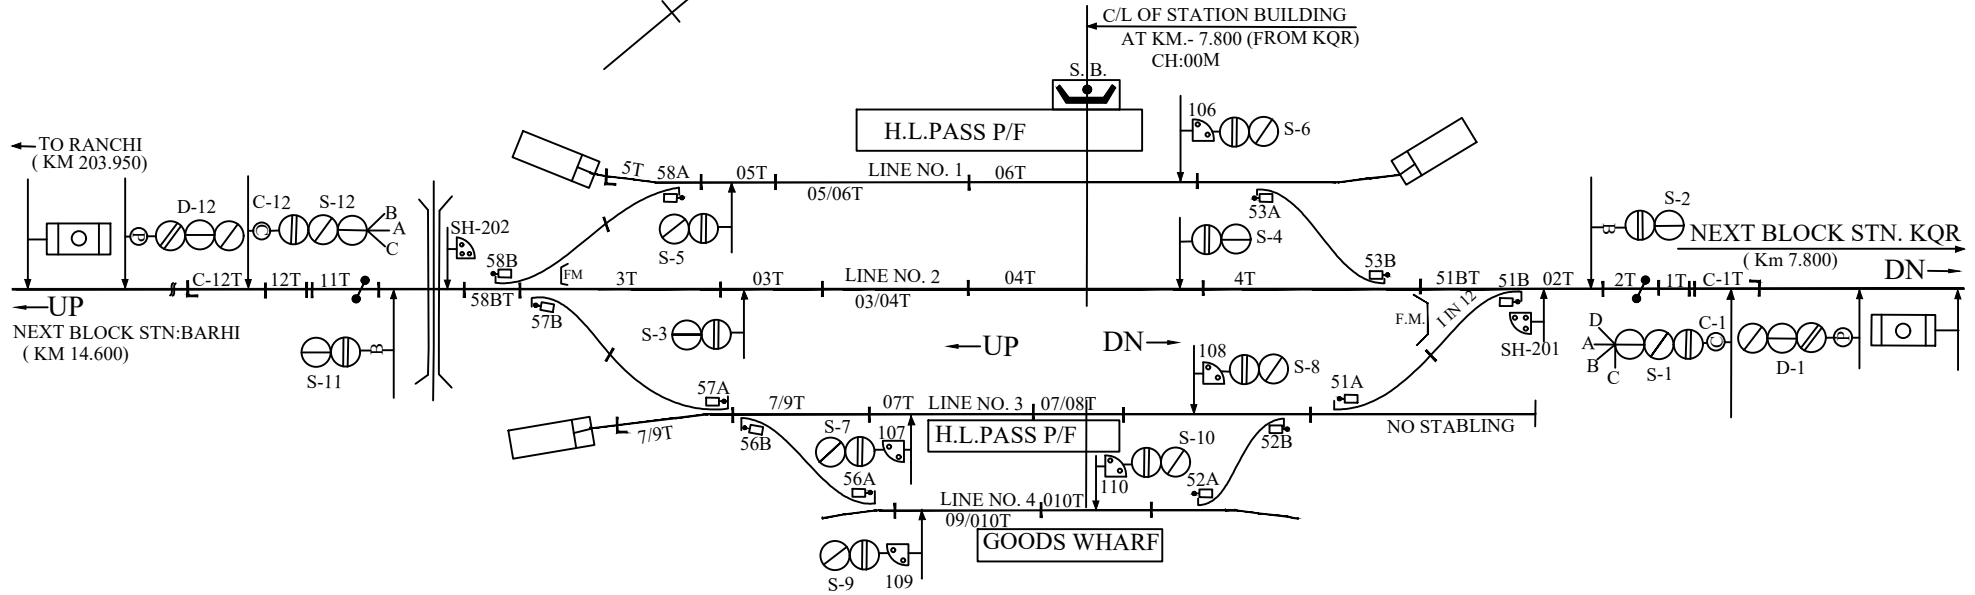 C/L OF STATION BUILDING
AT KM.- 7.800 (FROM KQR)
CH:00M
S. B.
H.L.PASS P/F
106
S-6
TO RANCHI
( KM 203.950)
5T
58A
05T
LINE NO. 1
06T
05/06T
53A
P
D-12
C-12
C
S-12
B
A
C
SH-202
S-5
S-4
S-2
B
NEXT BLOCK STN. KQR
( Km 7.800)
DN
58B
FM
53B
C-12T
12T
11T
3T
03T
LINE NO. 2
04T
4T
51BT
51B
02T
2T
1T
C-1T
UP
58BT
57B
03/04T
1 IN 12
F.M.
NEXT BLOCK STN:BARHI
( KM 14.600)
B
S-11
S-3
UP
DN
SH-201
D
A
B
C
S-1
C-1
C
D-1
P
108
S-8
57A
51A
7/9T
07T
LINE NO. 3
07/08T
7/9T
56B
S-7
107
H.L.PASS P/F
S-10
110
52B
NO STABLING
56A
52A
LINE NO. 4
010T
09/010T
GOODS WHARF
S-9
109